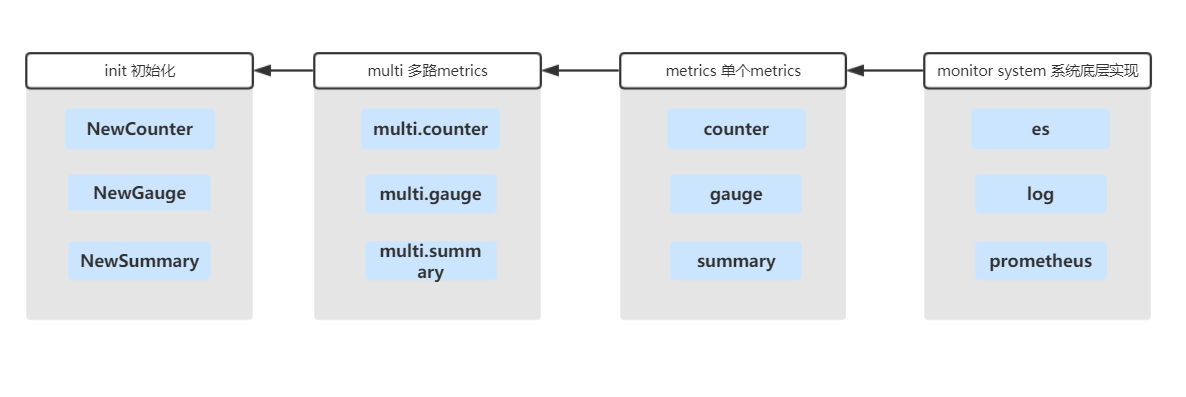 init 初始化
NewCounter
NewGauge
NewSummary
multi 多路metrics
multi.counter
multi.gauge
multi.summ
ary
metrics 单个metrics
counter
gauge
summary
monitor system 系统底层实现
es
log
prometheus